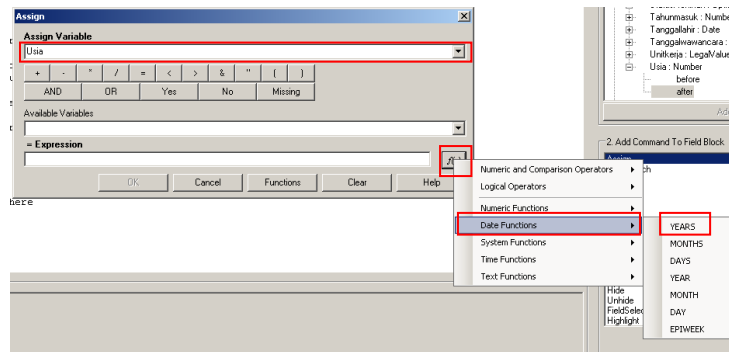 Assign
Assign Variable
Usia
+ - * / = < > & " ( )
AND OR Yes No Missing
Available Variables
= Expression
OK Cancel Functions Clear Help
here
Tahunmasuk : Numbe
Tanggallahir : Date
Tanggalwawancara :
Unitkerja : LegalValue
Usia : Number
before
after
Ad
2. Add Command To Field Block
Numeric and Comparison Operators
Logical Operators
Numeric Functions
Date Functions
System Functions
Time Functions
Text Functions
YEARS
MONTHS
DAYS
YEAR
MONTH
DAY
EPIWEEK
Hide
Unhide
FieldSelec
Highlight